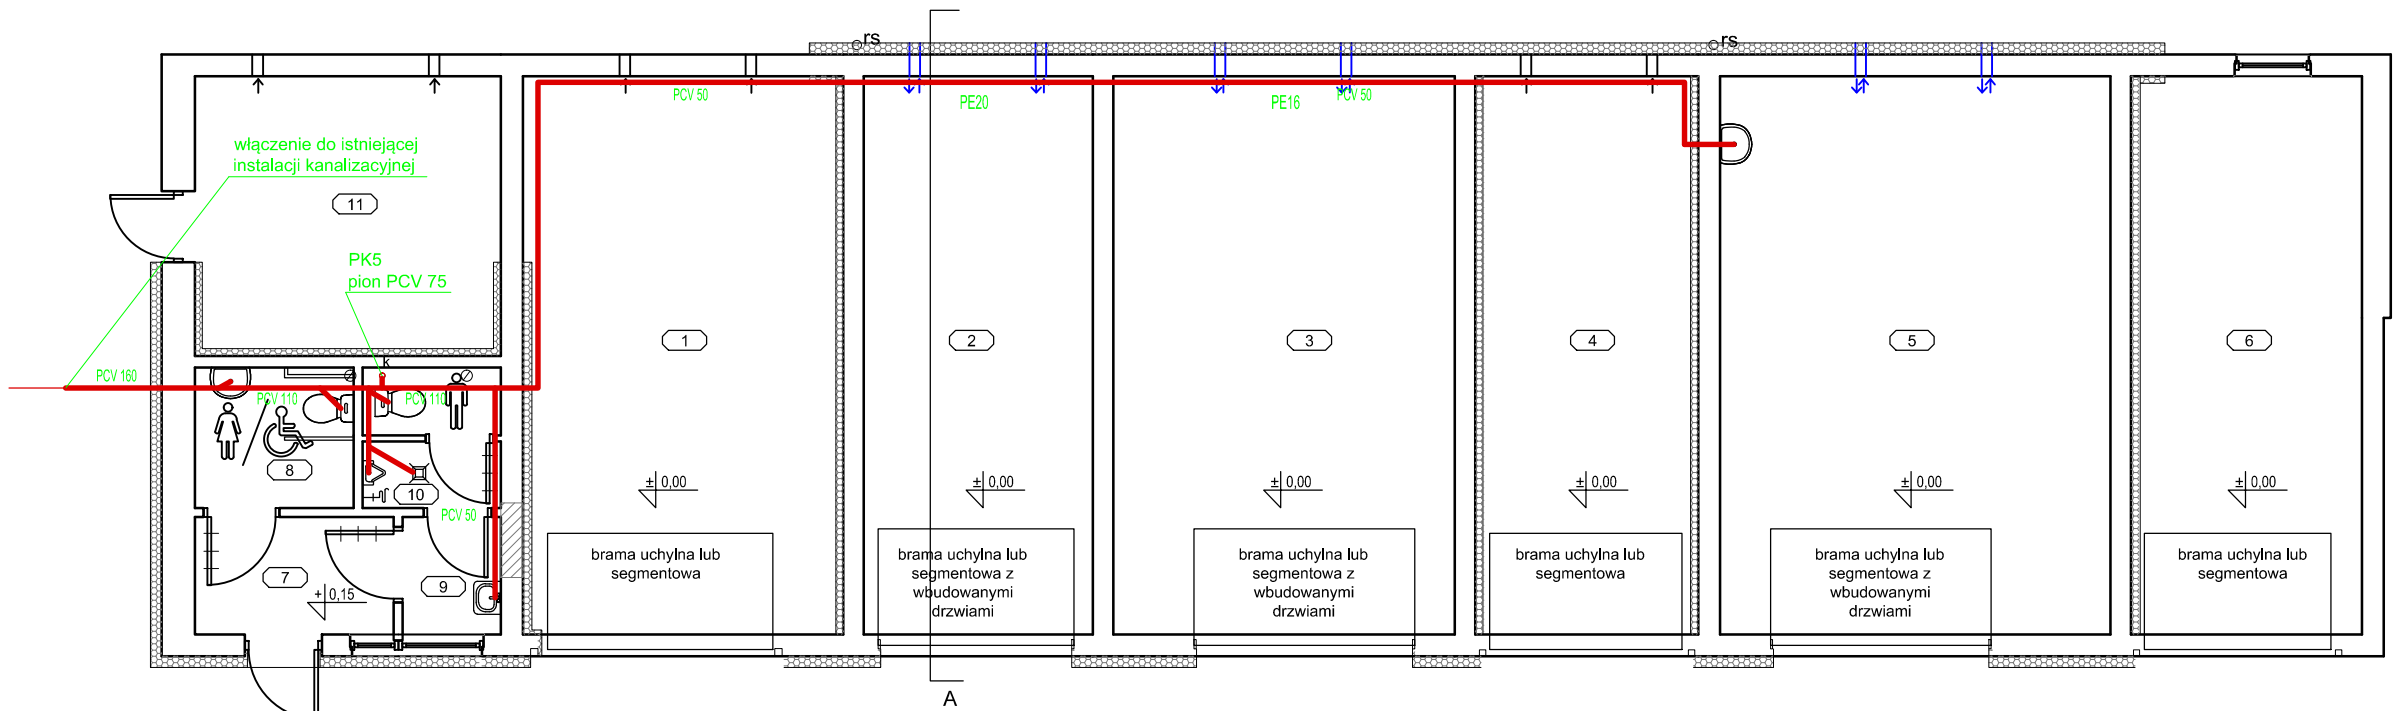 rs
rs
PCV 50
PE20
PE16
PCV 50
włączenie do istniejącej
instalacji kanalizacyjnej
11
PK5
pion PCV 75
1
2
3
4
5
6
k
PCV 160
PCV 110
PCV 110
8
10
PCV 50
± 0,00
± 0,00
± 0,00
± 0,00
± 0,00
± 0,00
7
9
+ 0,15
brama uchylna lub
segmentowa
brama uchylna lub
segmentowa z
wbudowanymi
drzwiami
brama uchylna lub
segmentowa z
wbudowanymi
drzwiami
brama uchylna lub
segmentowa
brama uchylna lub
segmentowa z
wbudowanymi
drzwiami
brama uchylna lub
segmentowa
A